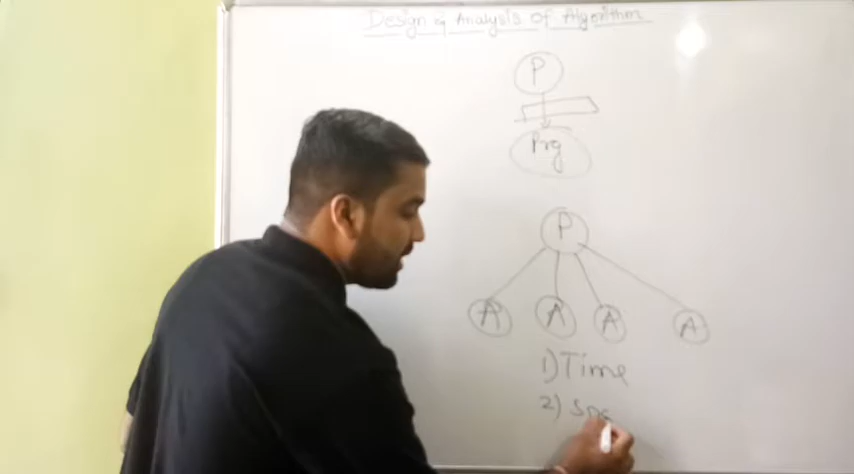 Design & Analysis of Algorithm
P
Prg
P
A A A A
1) Time
2) Spa